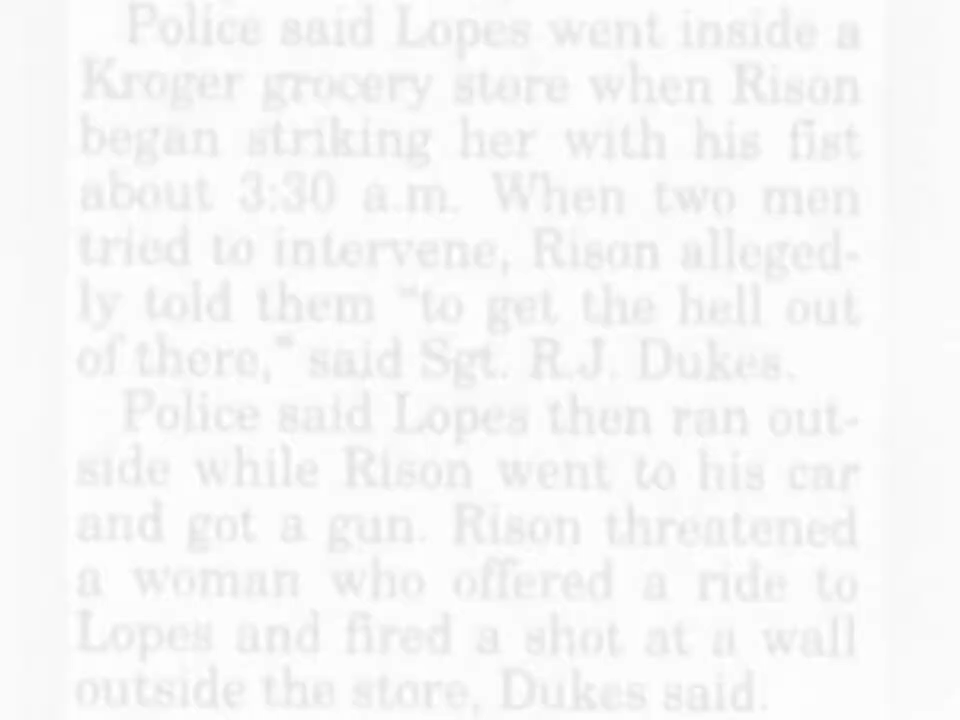 Police said Lopes went inside a
Kroger grocery store when Rison
began striking her with his fist
about 3:30 a.m. When two men
tried to intervene, Rison alleged-
ly told them "to get the hell out
of there," said Sgt. R.J. Dukes.
Police said Lopes then ran out-
side while Rison went to his car
and got a gun. Rison threatened
a woman who offered a ride to
Lopes and fired a shot at a wall
outside the store, Dukes said.